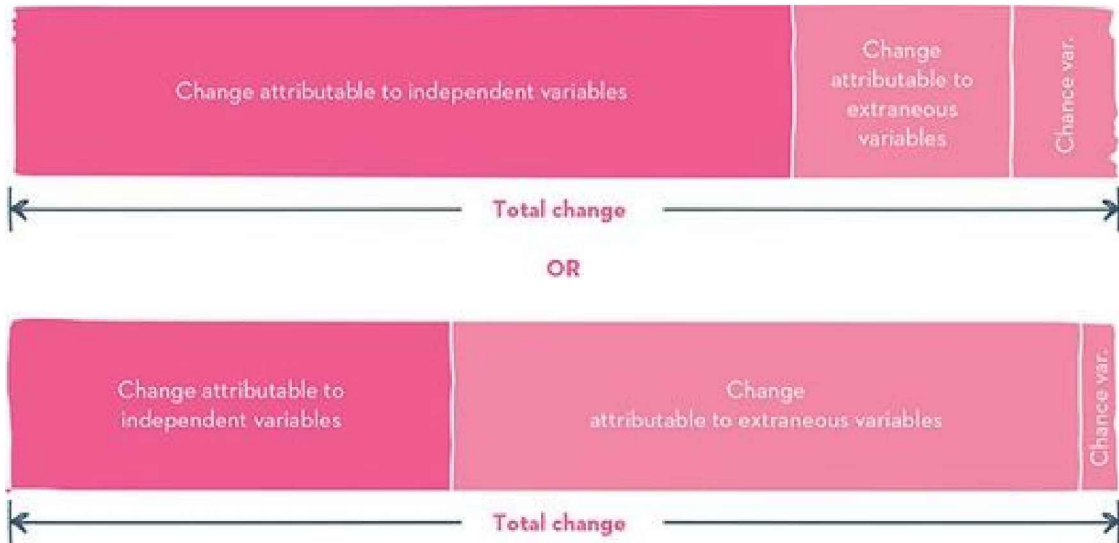 Change attributable to independent variables
Change
attributable to
extraneous
variables
Chance var.
Total change
OR
Change attributable to
independent variables
Change
attributable to extraneous variables
Chance var.
Total change